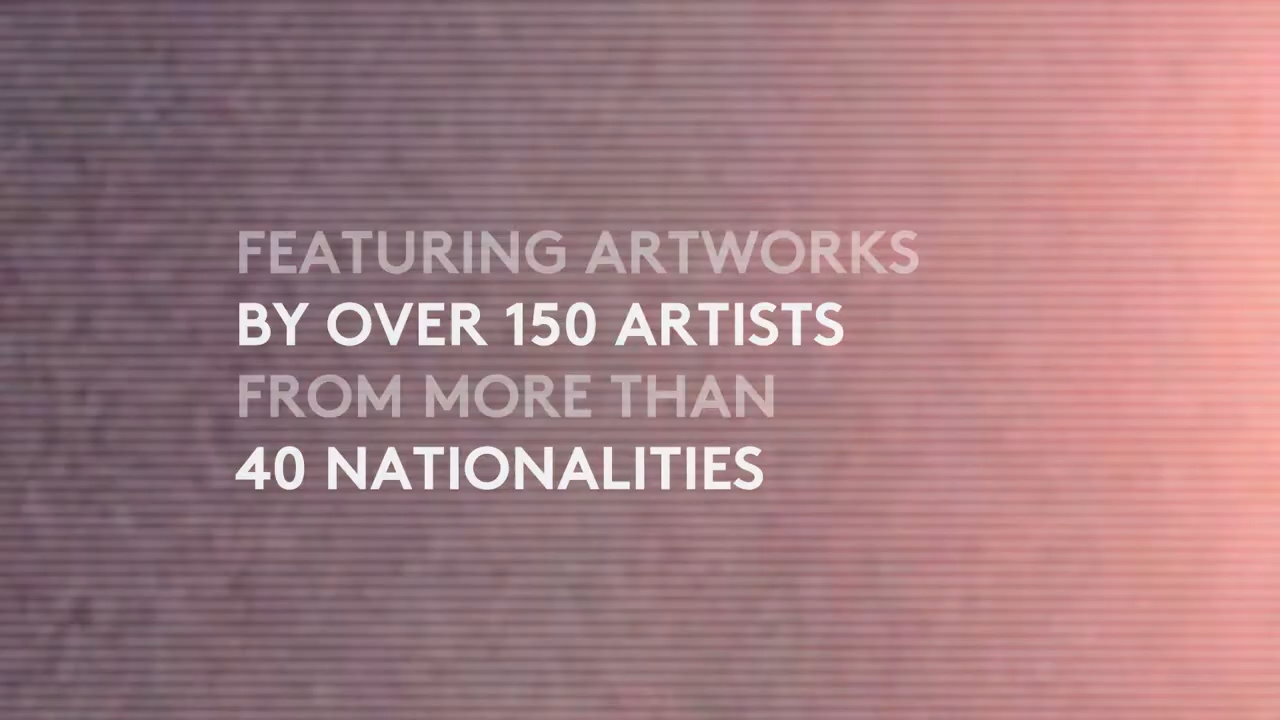 FEATURING ARTWORKS
BY OVER 150 ARTISTS
FROM MORE THAN
40 NATIONALITIES